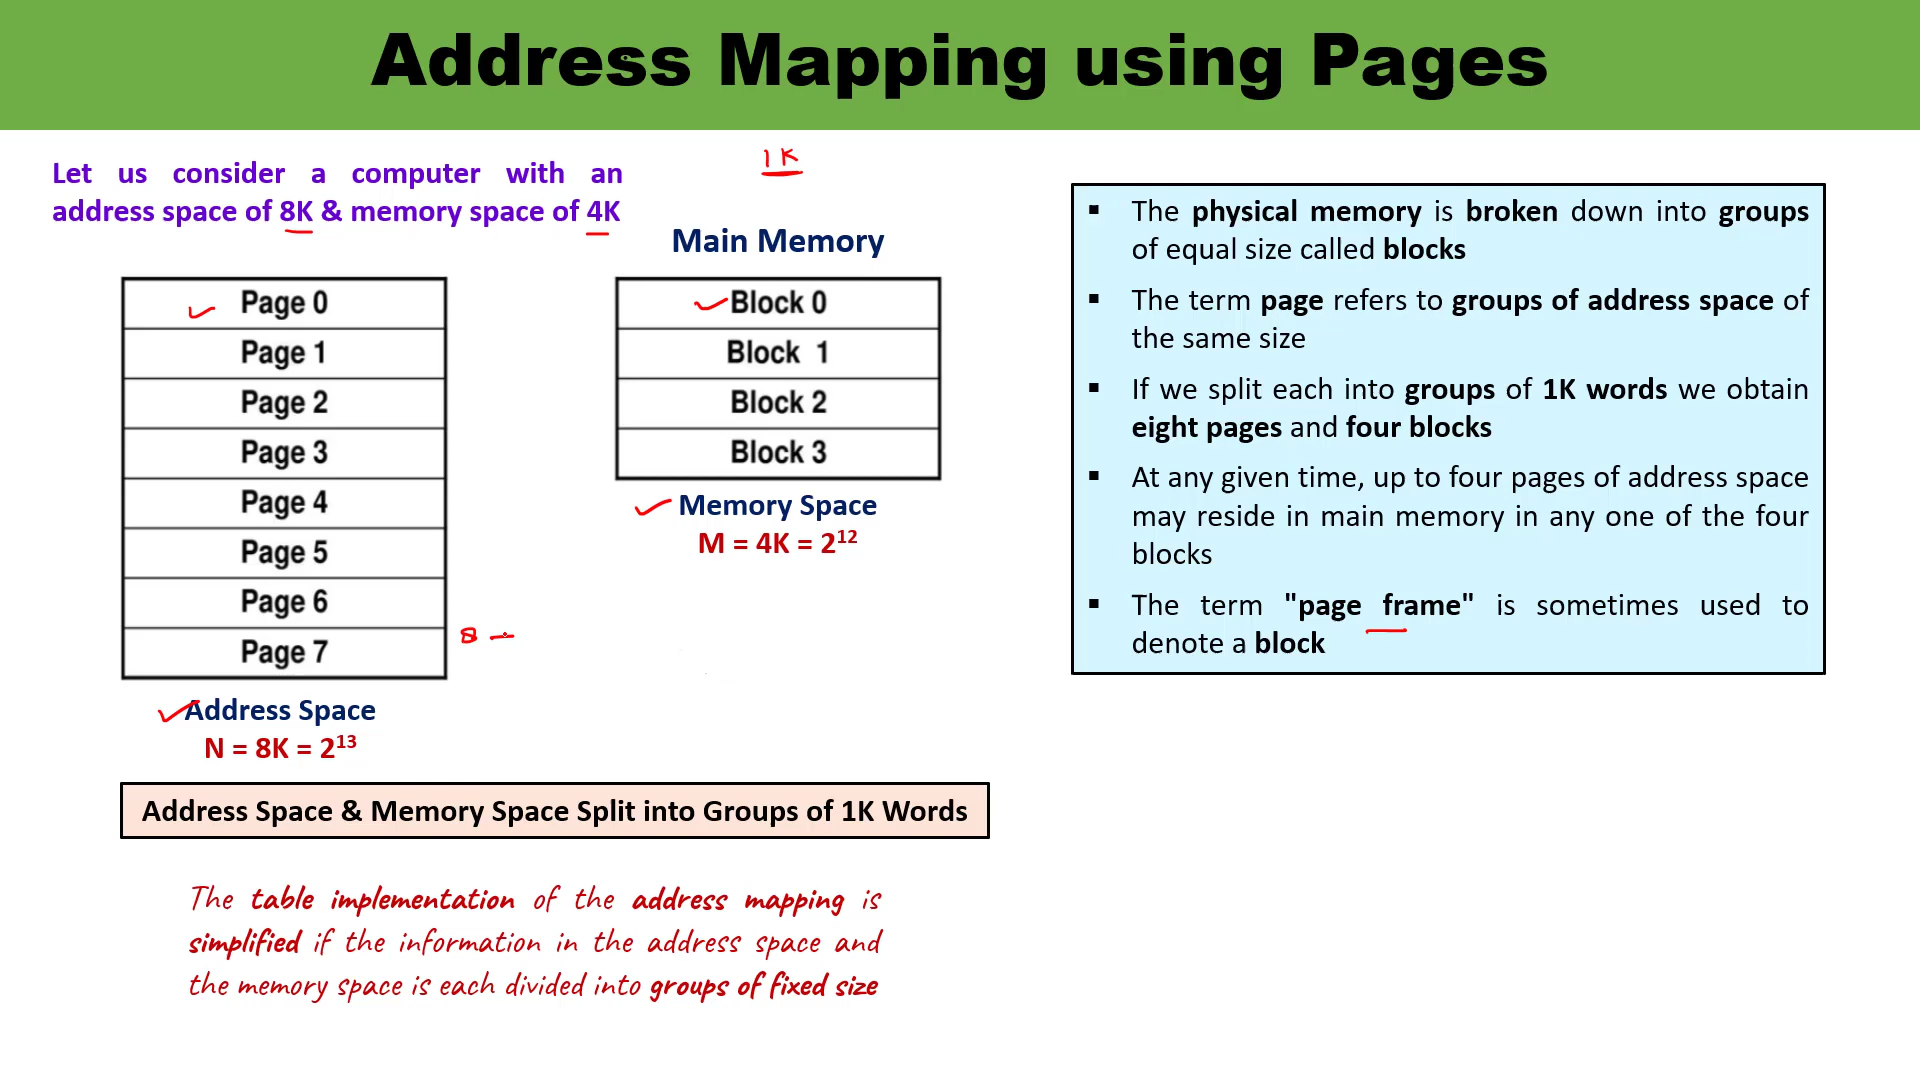 Address Mapping using Pages
Let us consider a computer with an
address space of 8K & memory space of 4K
1K
Main Memory
Page 0
Page 1
Page 2
Page 3
Page 4
Page 5
Page 6
Page 7
8 -
Address Space
N = 8K = 2¹³
Block 0
Block 1
Block 2
Block 3
Memory Space
M = 4K = 2¹²
Address Space & Memory Space Split into Groups of 1K Words
The table implementation of the address mapping is
simplified if the information in the address space and
the memory space is each divided into groups of fixed size
▪ The physical memory is broken down into groups
of equal size called blocks
▪ The term page refers to groups of address space of
the same size
▪ If we split each into groups of 1K words we obtain
eight pages and four blocks
▪ At any given time, up to four pages of address space
may reside in main memory in any one of the four
blocks
▪ The term "page frame" is sometimes used to
denote a block